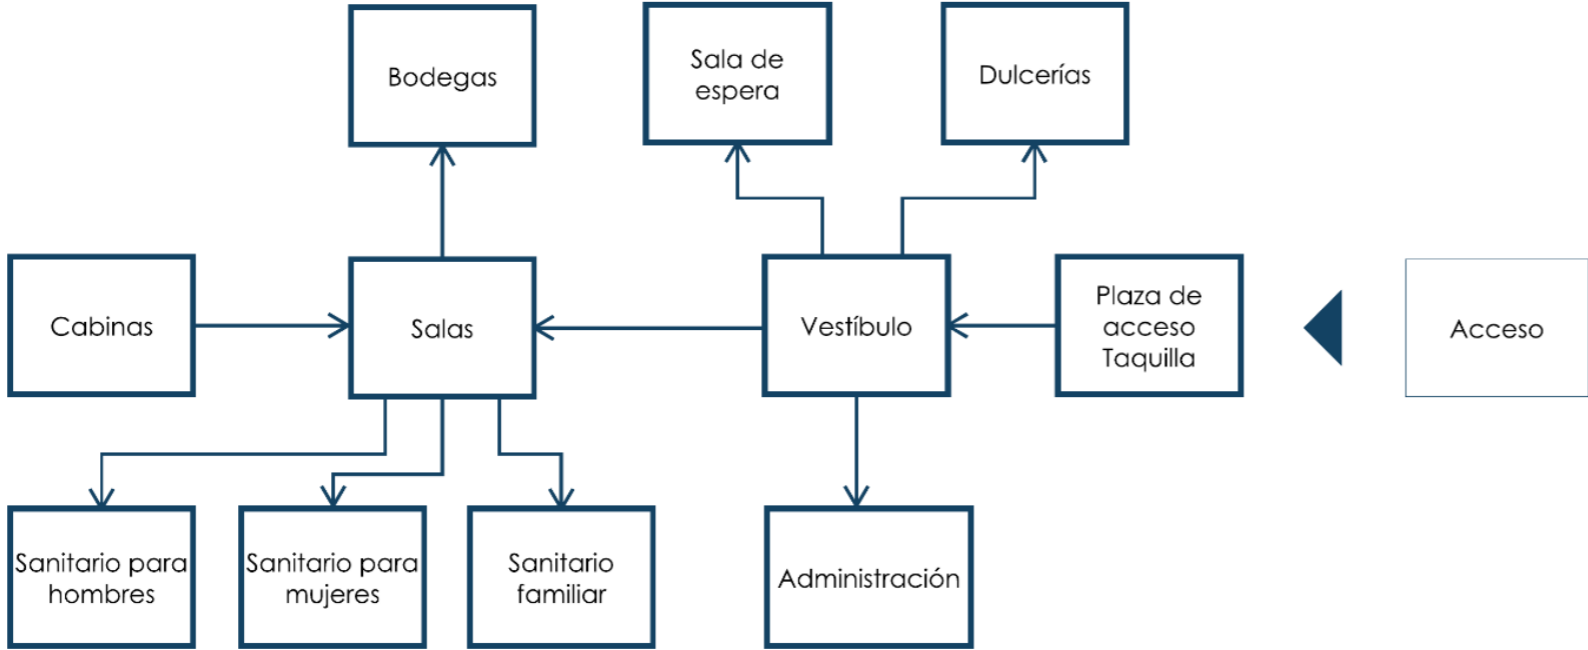 Bodegas
Sala de
espera
Dulcerías
Cabinas
Salas
Vestíbulo
Plaza de
acceso
Taquilla
Acceso
Sanitario para
hombres
Sanitario para
mujeres
Sanitario
familiar
Administración